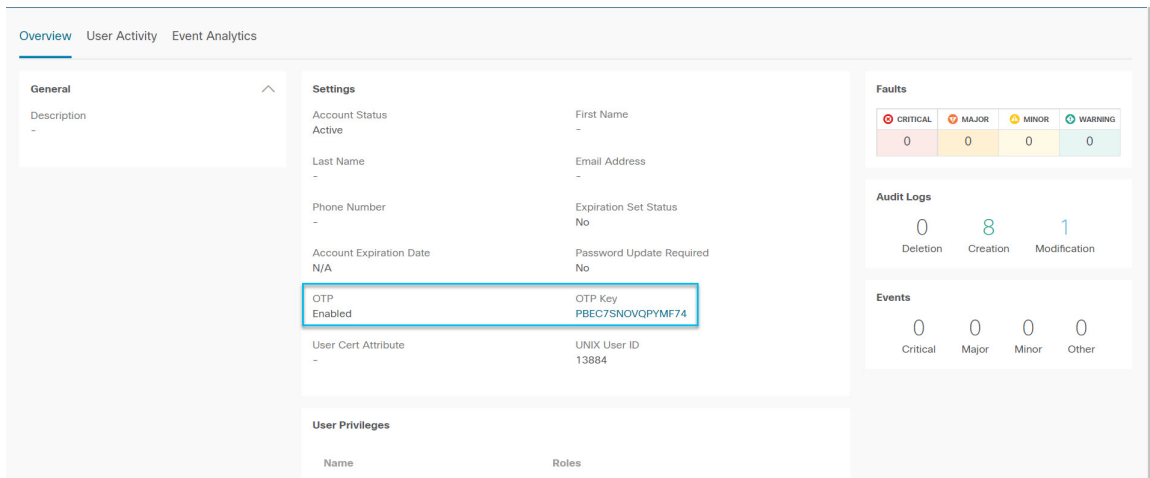 Overview User Activity Event Analytics
General
Description
-
Settings
Account Status First Name
Active -
Last Name Email Address
- -
Phone Number Expiration Set Status
- No
Account Expiration Date Password Update Required
N/A No
OTP OTP Key
Enabled PBEC7SNOVQPYMF74
User Cert Attribute UNIX User ID
- 13884
User Privileges
Name Roles
Faults
CRITICAL MAJOR MINOR WARNING
0 0 0 0
Audit Logs
0 8 1
Deletion Creation Modification
Events
0 0 0 0
Critical Major Minor Other